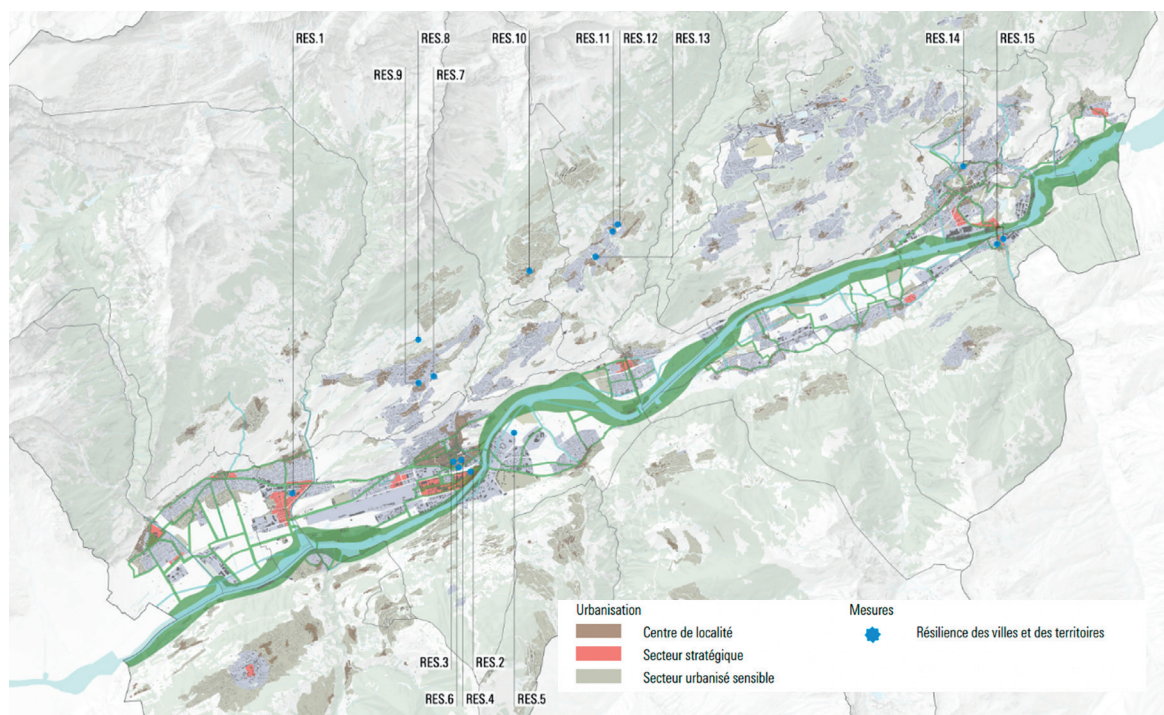 RES.1
RES.8
RES.10
RES.11
RES.12
RES.13
RES.14
RES.15
RES.9
RES.7
Urbanisation
Centre de localité
Secteur stratégique
Secteur urbanisé sensible
Mesures
Résilience des villes et des territoires
RES.3
RES.2
RES.6
RES.4
RES.5